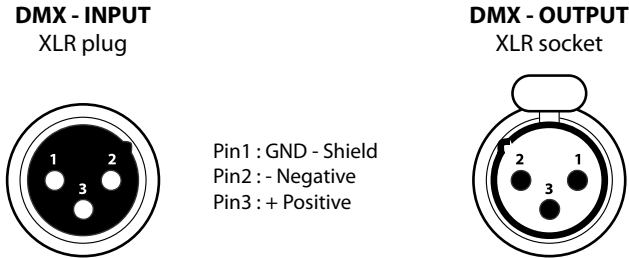 DMX - INPUT
XLR plug
1 2
3
Pin1 : GND - Shield
Pin2 : - Negative
Pin3 : + Positive
DMX - OUTPUT
XLR socket
2 1
3